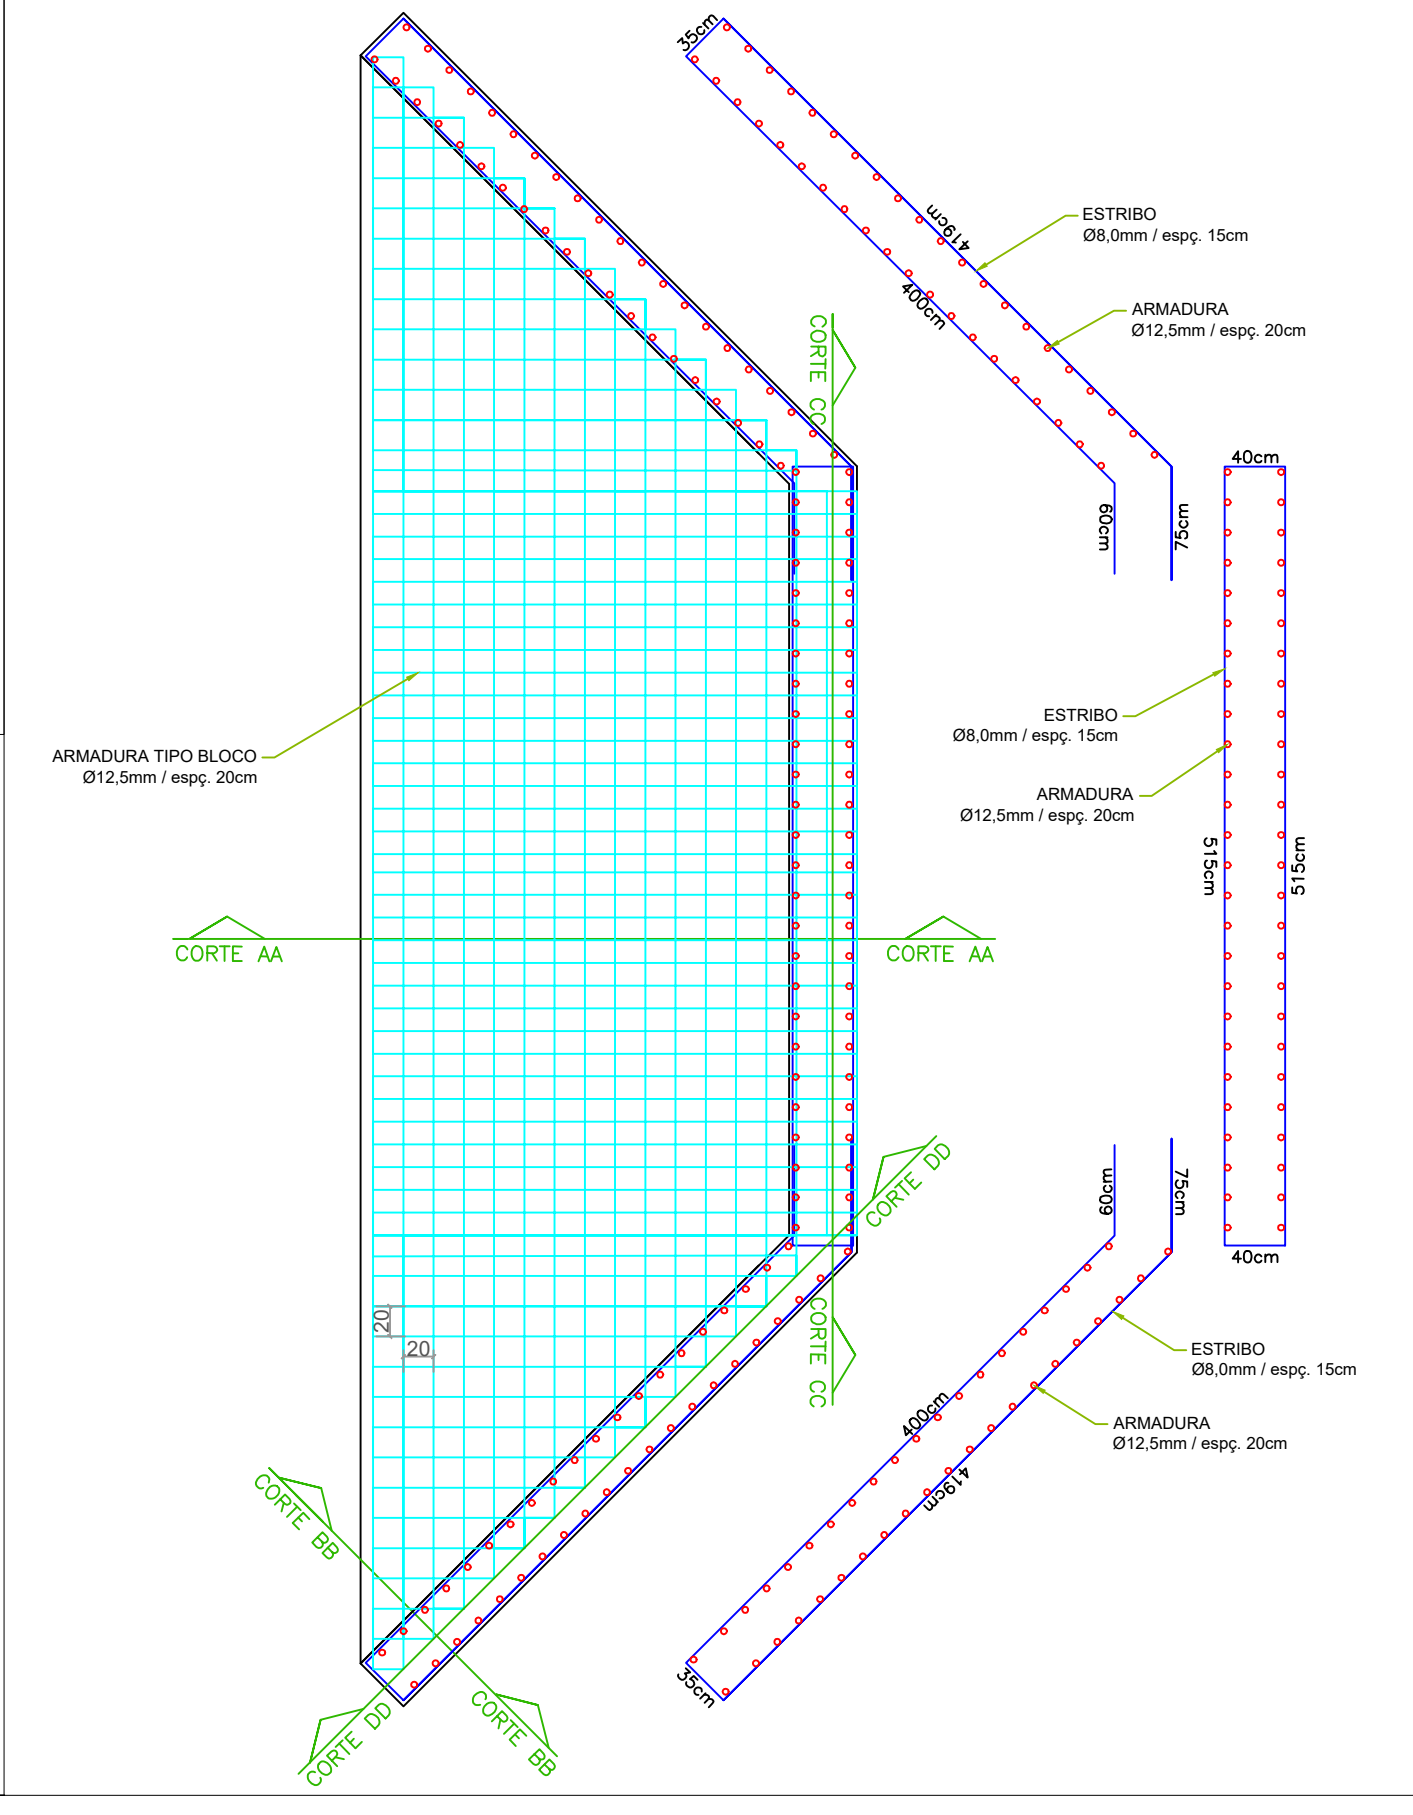 35cm
419cm
400cm
ESTRIBO
Ø8,0mm / espç. 15cm
ARMADURA
Ø12,5mm / espç. 20cm
CORTE CC
40cm
60cm
75cm
ARMADURA TIPO BLOCO
Ø12,5mm / espç. 20cm
ESTRIBO
Ø8,0mm / espç. 15cm
ARMADURA
Ø12,5mm / espç. 20cm
515cm
515cm
CORTE AA
CORTE AA
CORTE DD
60cm
75cm
40cm
20
20
CORTE CC
ESTRIBO
Ø8,0mm / espç. 15cm
400cm
419cm
ARMADURA
Ø12,5mm / espç. 20cm
CORTE BB
35cm
CORTE DD
CORTE BB